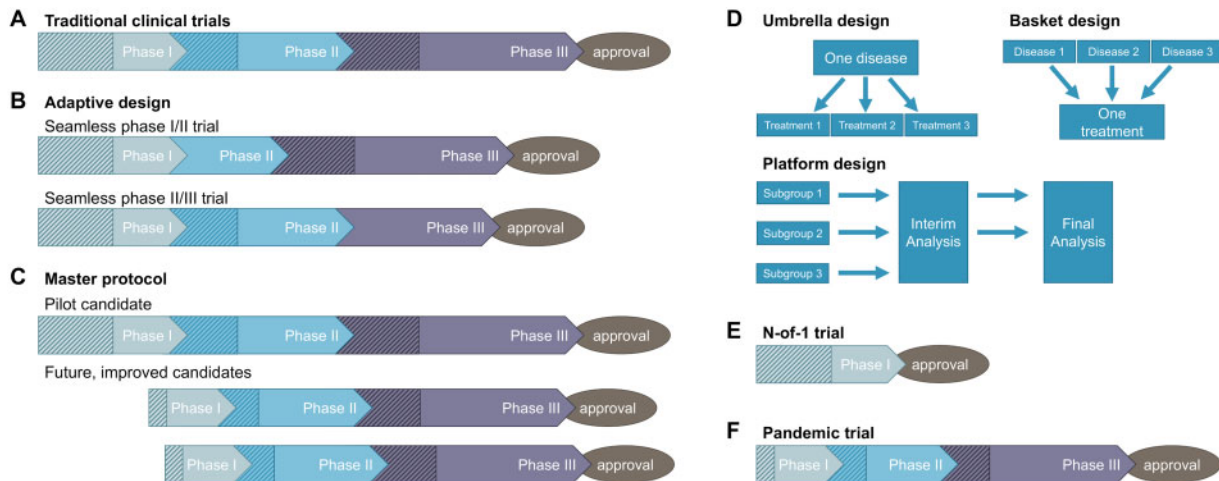 A Traditional clinical trials
Phase I Phase II Phase III approval
B Adaptive design
Seamless phase I/II trial
Phase I Phase II Phase III approval
Seamless phase II/III trial
Phase I Phase II Phase III approval
C Master protocol
Pilot candidate
Phase I Phase II Phase III approval
Future, improved candidates
Phase I Phase II Phase III approval
Phase I Phase II Phase III approval
D Umbrella design
One disease
Treatment 1 Treatment 2 Treatment 3
Basket design
Disease 1 Disease 2 Disease 3
One
treatment
Platform design
Subgroup 1
Subgroup 2
Subgroup 3
Interim
Analysis
Final
Analysis
E N-of-1 trial
Phase I approval
F Pandemic trial
Phase I Phase II Phase III approval